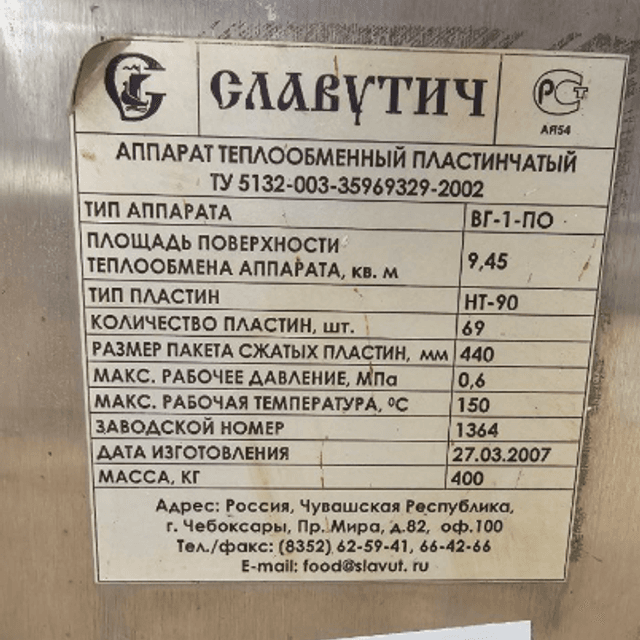 СЛАВУТИЧ
РСТ
АЯ54
АППАРАТ ТЕПЛООБМЕННЫЙ ПЛАСТИНЧАТЫЙ
ТУ 5132-003-35969329-2002
ТИП АППАРАТА ВГ-1-ПО
ПЛОЩАДЬ ПОВЕРХНОСТИ
ТЕПЛООБМЕНА АППАРАТА, кв. м 9,45
ТИП ПЛАСТИН НТ-90
КОЛИЧЕСТВО ПЛАСТИН, шт. 69
РАЗМЕР ПАКЕТА СЖАТЫХ ПЛАСТИН, мм 440
МАКС. РАБОЧЕЕ ДАВЛЕНИЕ, МПа 0,6
МАКС. РАБОЧАЯ ТЕМПЕРАТУРА, ºС 150
ЗАВОДСКОЙ НОМЕР 1364
ДАТА ИЗГОТОВЛЕНИЯ 27.03.2007
МАССА, КГ 400
Адрес: Россия, Чувашская Республика,
г. Чебоксары, Пр. Мира, д.82, оф.100
Тел./факс: (8352) 62-59-41, 66-42-66
E-mail: food@slavut. ru